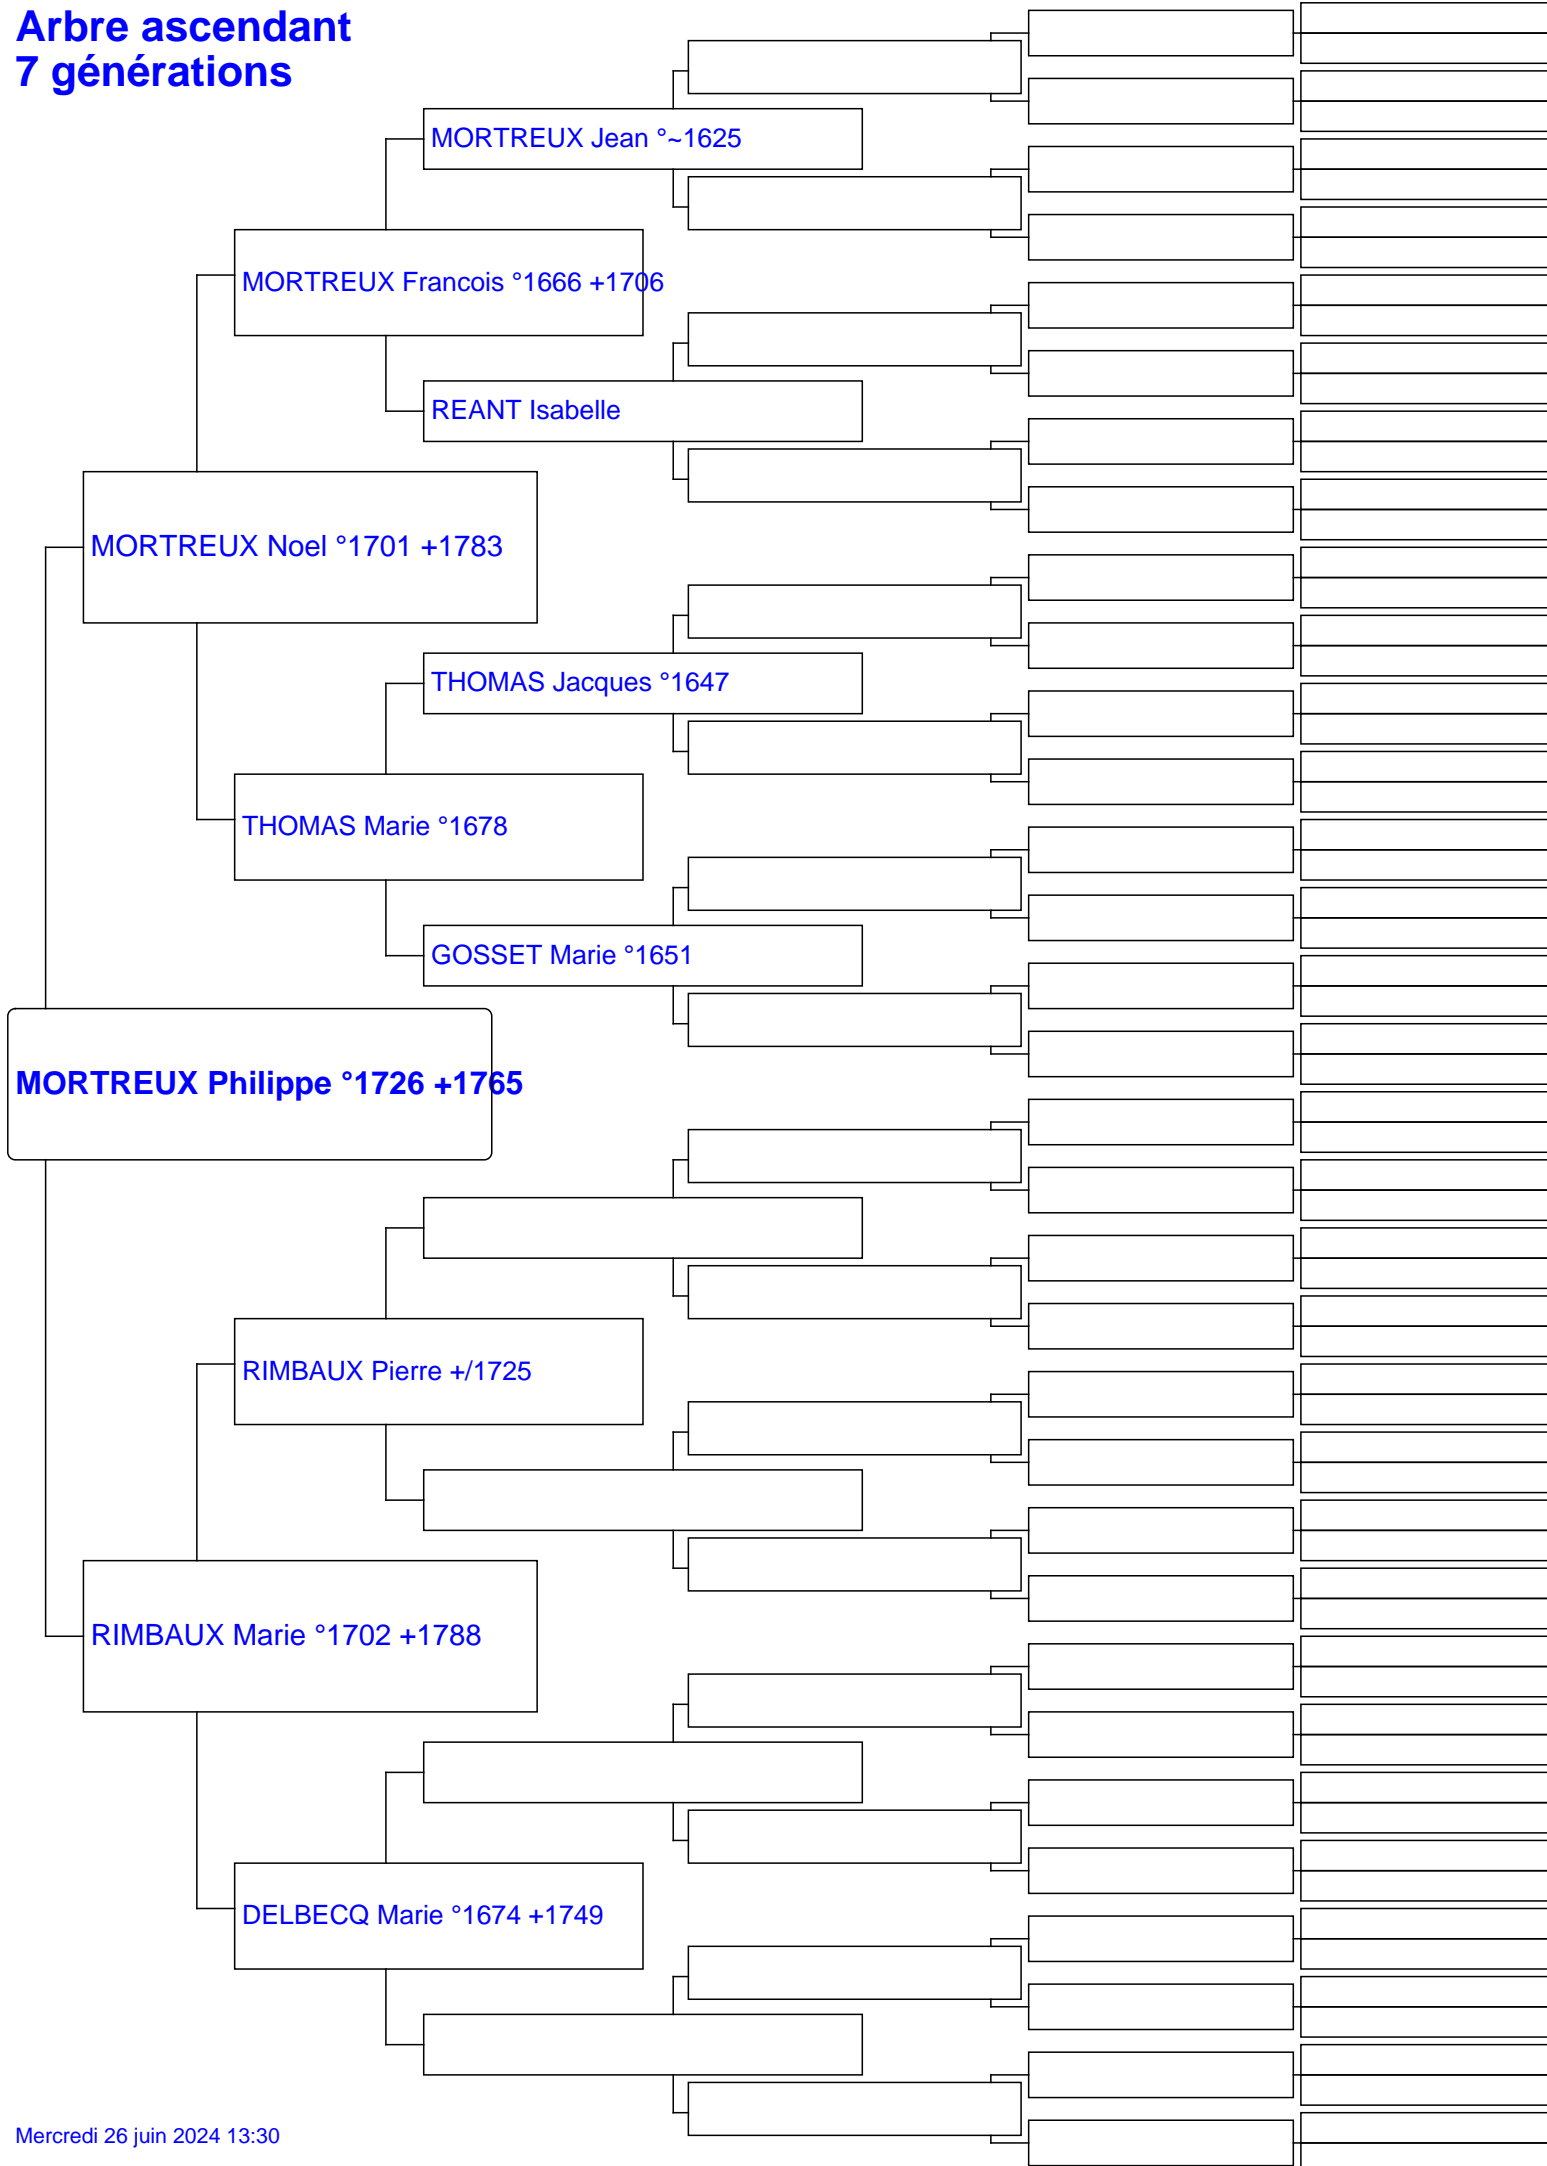 Arbre ascendant
7 générations
MORTREUX Jean °~1625
MORTREUX Francois °1666 +1706
REANT Isabelle
MORTREUX Noel °1701 +1783
THOMAS Jacques °1647
THOMAS Marie °1678
GOSSET Marie °1651
MORTREUX Philippe °1726 +1765
RIMBAUX Pierre +/1725
RIMBAUX Marie °1702 +1788
DELBECQ Marie °1674 +1749
Mercredi 26 juin 2024 13:30